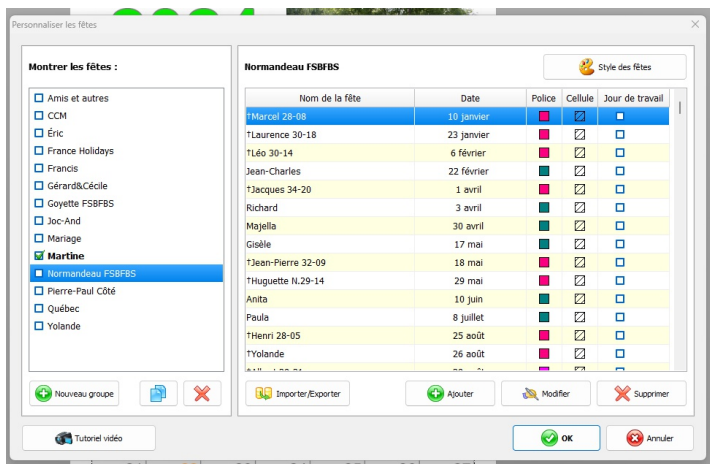 Personnaliser les fêtes
Montrer les fêtes :
Amis et autres
CCM
Éric
France Holidays
Francis
Gérard&Cécile
Goyette FSBFBS
Joc-And
Mariage
Martine
Normandeau FSBFBS
Pierre-Paul Côté
Québec
Yolande
Nouveau groupe
Normandeau FSBFBS
Style des fêtes
Nom de la fête Date Police Cellule Jour de travail
†Marcel 28-08 10 janvier
†Laurence 30-18 23 janvier
†Léo 30-14 6 février
Jean-Charles 22 février
†Jacques 34-20 1 avril
Richard 3 avril
Majella 30 avril
Gisèle 17 mai
†Jean-Pierre 32-09 18 mai
†Huguette N.29-14 29 mai
Anita 10 juin
Paula 8 juillet
†Henri 28-05 25 août
†Yolande 26 août
Importer/Exporter
Ajouter
Modifier
Supprimer
Tutoriel vidéo
OK
Annuler